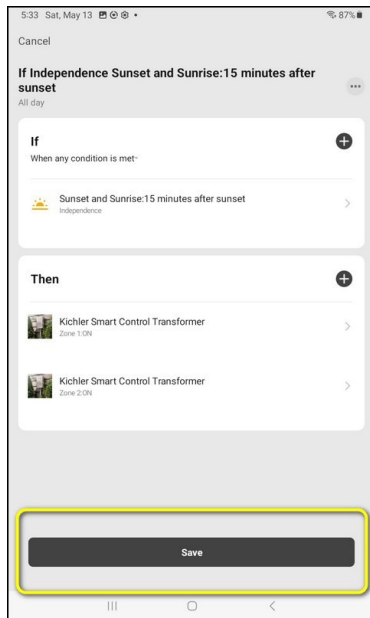 5:33 Sat, May 13 87%
Cancel
If Independence Sunset and Sunrise:15 minutes after
sunset
All day
If
When any condition is met
Sunset and Sunrise:15 minutes after sunset
Independence
Then
Kichler Smart Control Transformer
Zone 1:ON
Kichler Smart Control Transformer
Zone 2:ON
Save